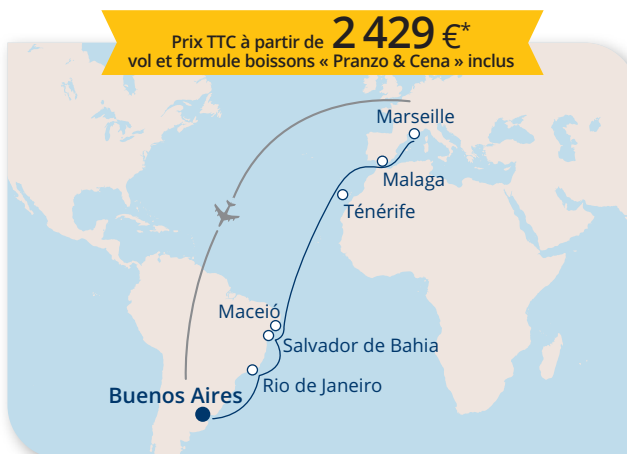 Prix TTC à partir de 2 429 €*
vol et formule boissons « Pranzo & Cena » inclus
Marseille
Malaga
Ténérife
Maceió
Salvador de Bahia
Rio de Janeiro
Buenos Aires